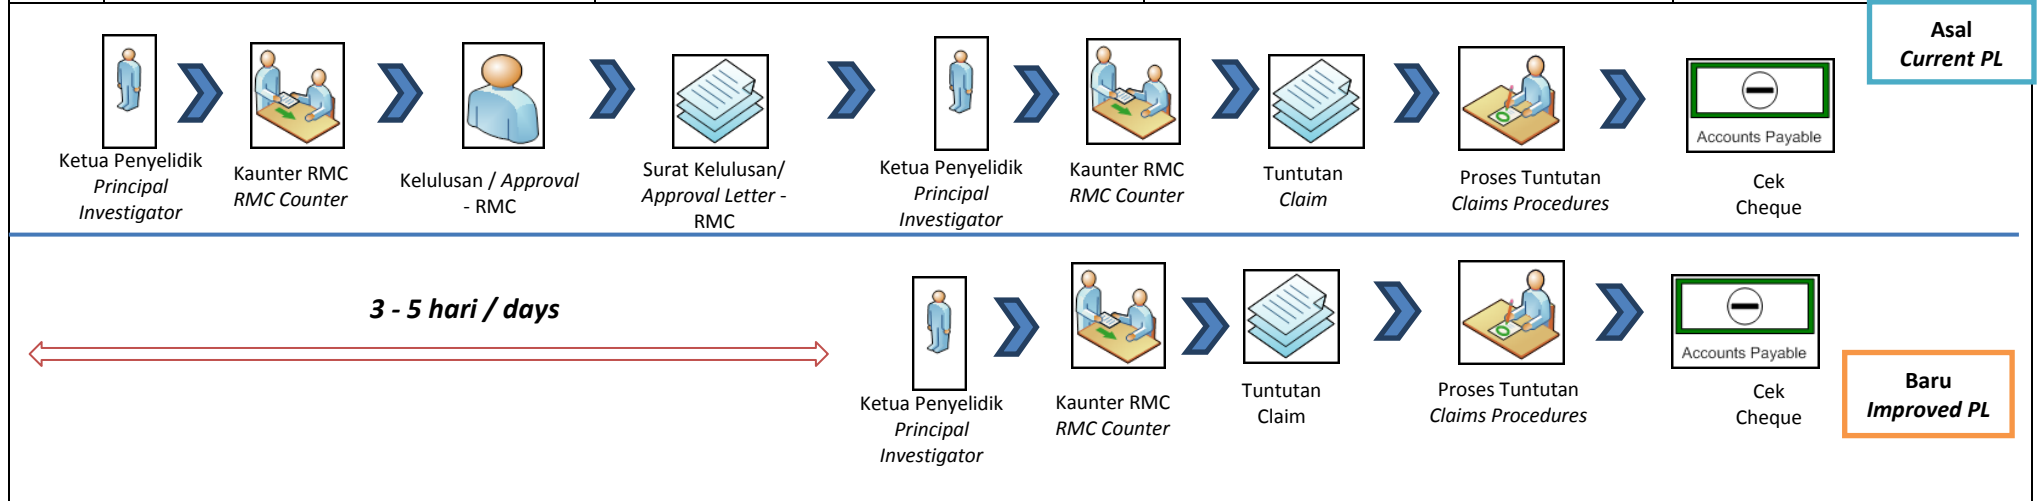 Asal
Current PL
Ketua Penyelidik
Principal
Investigator
Kaunter RMC
RMC Counter
Kelulusan / Approval
- RMC
Surat Kelulusan/
Approval Letter -
RMC
Ketua Penyelidik
Principal
Investigator
Kaunter RMC
RMC Counter
Tuntutan
Claim
Proses Tuntutan
Claims Procedures
Accounts Payable
Cek
Cheque
3 - 5 hari / days
Ketua Penyelidik
Principal
Investigator
Kaunter RMC
RMC Counter
Tuntutan
Claim
Proses Tuntutan
Claims Procedures
Accounts Payable
Cek
Cheque
Baru
Improved PL